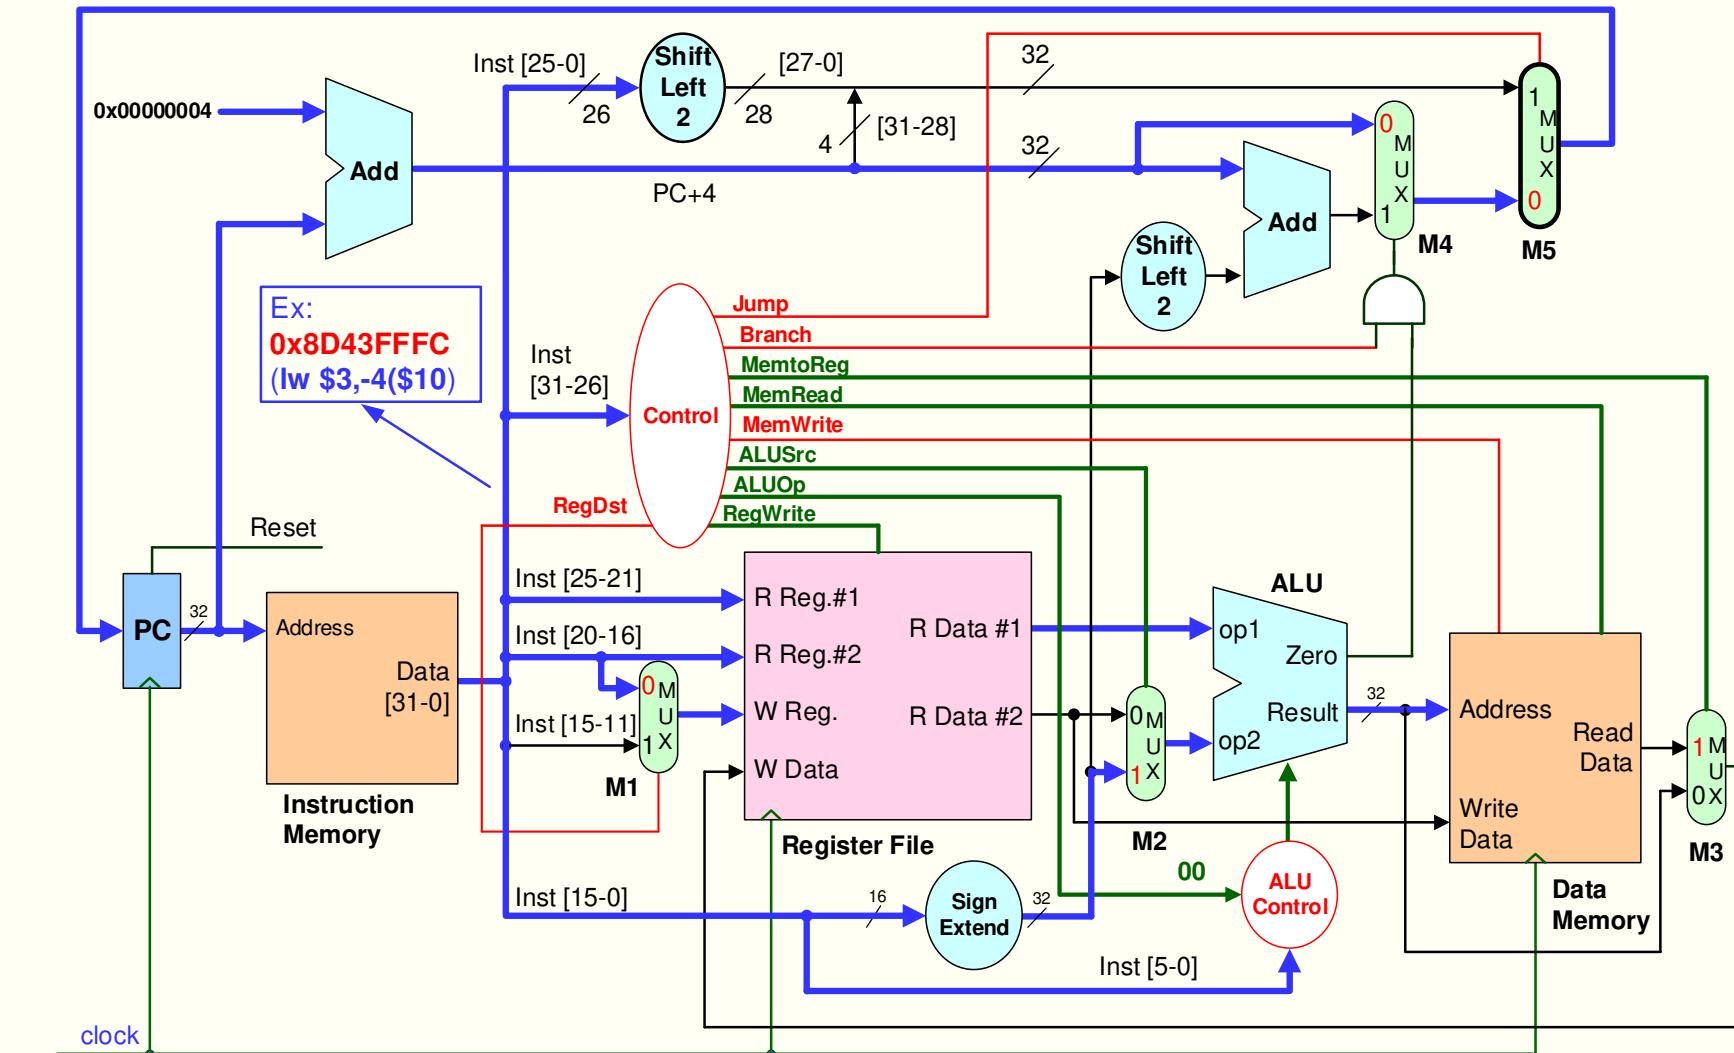 Inst [25-0]
26
Shift
Left
2
[27-0]
28
32
0x00000004
4
[31-28]
Add
PC+4
32
1
M
U
X
0
M5
0
M
U
X
1
M4
Add
Shift
Left
2
Ex:
0x8D43FFFC
(lw $3,-4($10)
Inst
[31-26]
Control
Jump
Branch
MemtoReg
MemRead
MemWrite
ALUSrc
ALUOp
RegWrite
RegDst
Reset
PC
32
Address
Data
[31-0]
Instruction
Memory
Inst [25-21]
Inst [20-16]
Inst [15-11]
0
M
U
X
1
M1
R Reg.#1
R Reg.#2
W Reg.
W Data
R Data #1
R Data #2
Register File
0
M
U
X
1
M2
ALU
op1
Zero
Result
op2
32
Address
Read
Data
Write
Data
Data
Memory
1
M
U
X
0
M3
Inst [15-0]
16
Sign
Extend
32
00
ALU
Control
Inst [5-0]
clock